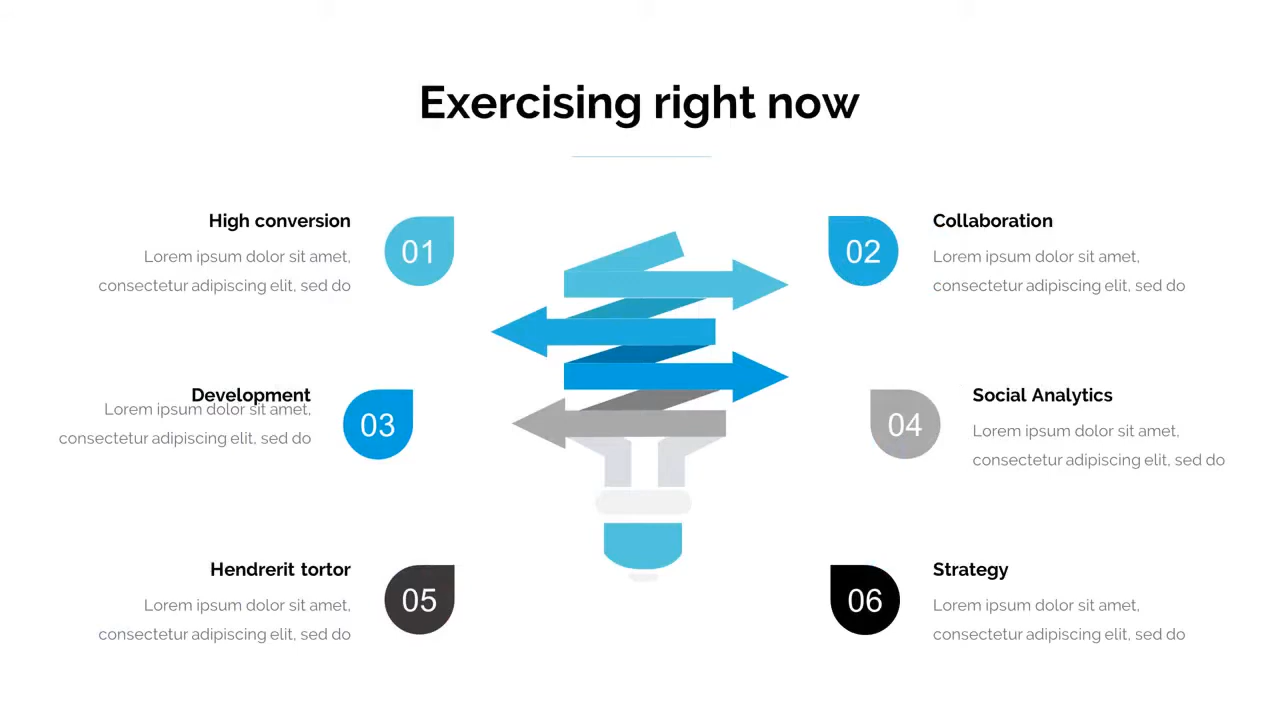 Exercising right now
High conversion
Lorem ipsum dolor sit amet,
consectetur adipiscing elit, sed do
01
02
Collaboration
Lorem ipsum dolor sit amet,
consectetur adipiscing elit, sed do
Development
Lorem ipsum dolor sit amet,
consectetur adipiscing elit, sed do
03
04
Social Analytics
Lorem ipsum dolor sit amet,
consectetur adipiscing elit, sed do
Hendrerit tortor
Lorem ipsum dolor sit amet,
consectetur adipiscing elit, sed do
05
06
Strategy
Lorem ipsum dolor sit amet,
consectetur adipiscing elit, sed do